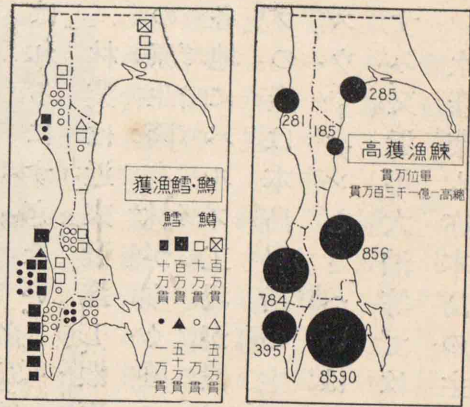 鰊漁獲高
單位万貫
總高一億一千三百万貫
285
281
185
856
784
395
8590
鱒・鱈漁獲
鱒
百万貫
十万貫
五十万貫
一万貫
鱈
百万貫
十万貫
五十万貫
一万貫